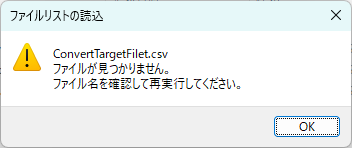 ファイルリストの読込
ConvertTargetFilet.csv
ファイルが見つかりません。
ファイル名を確認して再実行してください。
OK